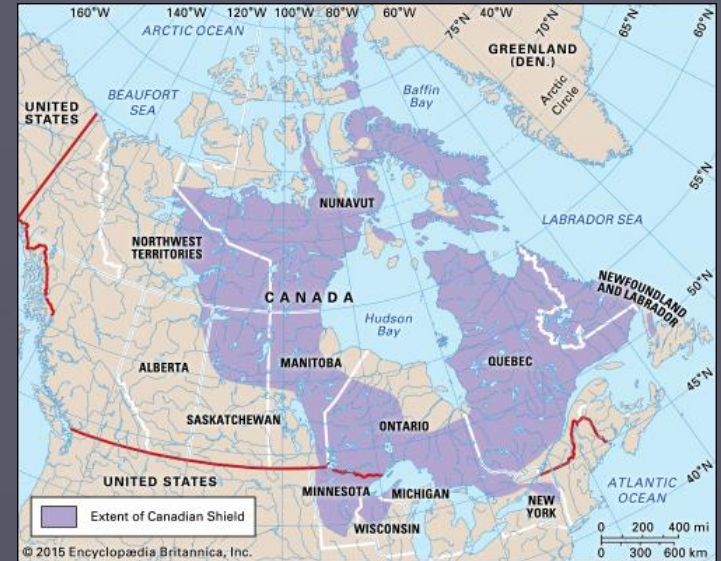 160°W
140°W
120°W
100°W
80°W
60°W
40°W
75°N
70°N
65°N
60°N
ARCTIC OCEAN
GREENLAND
(DEN.)
BEAUFORT
SEA
Baffin
Bay
Arctic
Circle
UNITED
STATES
55°N
NUNAVUT
LABRADOR SEA
NORTHWEST
TERRITORIES
50°N
NEWFOUNDLAND
AND LABRADOR
CANADA
Hudson
Bay
ALBERTA
MANITOBA
QUEBEC
45°N
SASKATCHEWAN
ONTARIO
UNITED STATES
MINNESOTA
MICHIGAN
NEW
YORK
ATLANTIC
OCEAN
40°N
WISCONSIN
Extent of Canadian Shield
0 200 400 mi
0 300 600 km
© 2015 Encyclopædia Britannica, Inc.